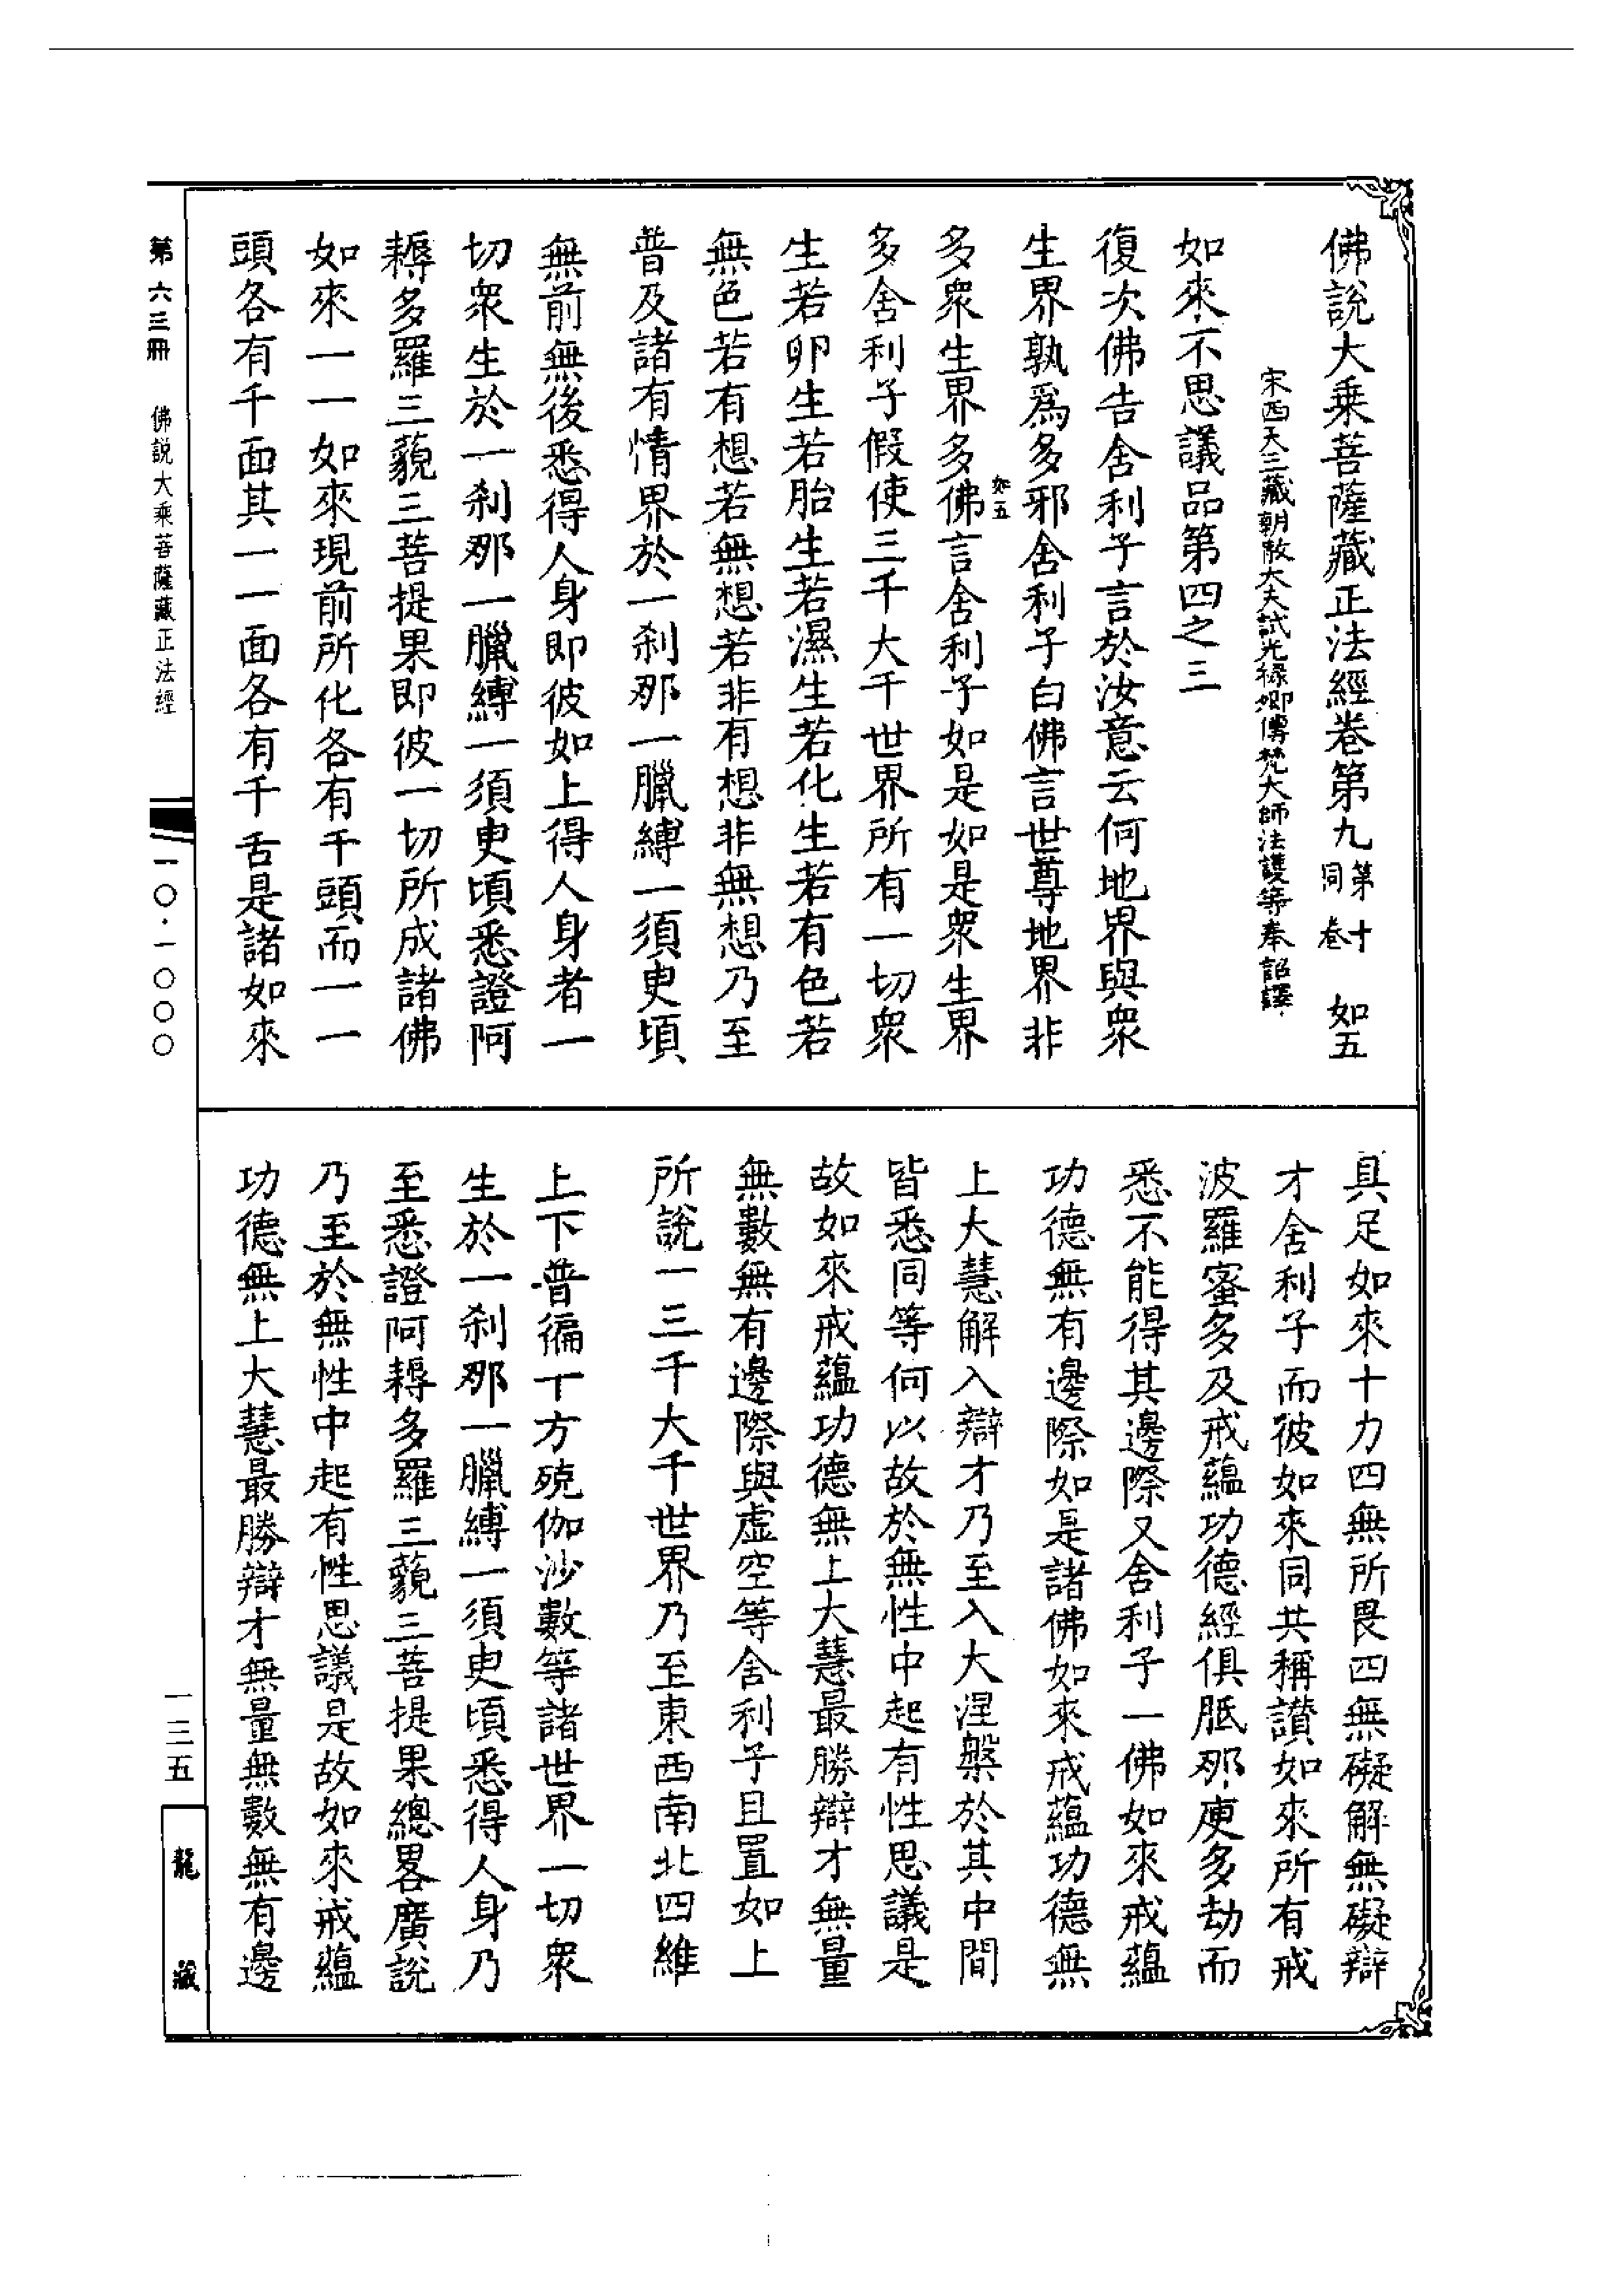 佛說大乘菩薩藏正法經卷第九 第十同卷 如五
宋西天三藏朝散大夫試光祿卿傳梵大師法護等奉 詔譯
如來不思議品第四之三
復次佛告舍利子言於汝意云何地界與眾
生界孰為多邪舍利子白佛言世尊地界非
如五
多眾生界多佛言舍利子如是如是眾生界
多舍利子假使三千大千世界所有一切眾
生若卵生若胎生若濕生若化生若有色若
無色若有想若無想若非有想非無想乃至
普及諸有情界於一剎那一臘縛一須臾頃
無前無後悉得人身即彼如上得人身者一
切眾生於一剎那一臘縛一須臾頃悉證阿
耨多羅三藐三菩提果即彼一切所成諸佛
如來一一如來現前所化各有千頭而一一
頭各有千面其一一面各有千舌是諸如來
具足如來十力四無所畏四無礙解無礙辯
才舍利子而彼如來同共稱讚如來所有戒
波羅蜜多及戒蘊功德經俱胝那庾多劫而
悉不能得其邊際又舍利子一佛如來戒蘊
功德無有邊際如是諸佛如來戒蘊功德無
上大慧解入辯才乃至入大涅槃於其中間
皆悉同等何以故於無性中起有性思議是
故如來戒蘊功德無上大慧最勝辯才無量
無數無有邊際與虛空等舍利子且置如上
所說一三千大千世界乃至東西南北四維
上下普徧十方殑伽沙數等諸世界一切眾
生於一剎那一臘縛一須臾頃悉得人身乃
至悉證阿耨多羅三藐三菩提果總畧廣說
乃至於無性中起有性思議是故如來戒蘊
功德無上大慧最勝辯才無量無數無有邊
第六三冊 佛說大乘菩薩藏正法經
一〇·一〇〇〇
一三五
龍藏